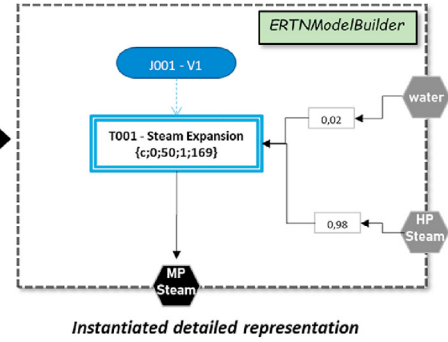 ERTNModelBuilder
J001 - V1
water
0,02
T001 - Steam Expansion
{c;0;50;1;169}
0,98
HP
Steam
MP
Steam
Instantiated detailed representation